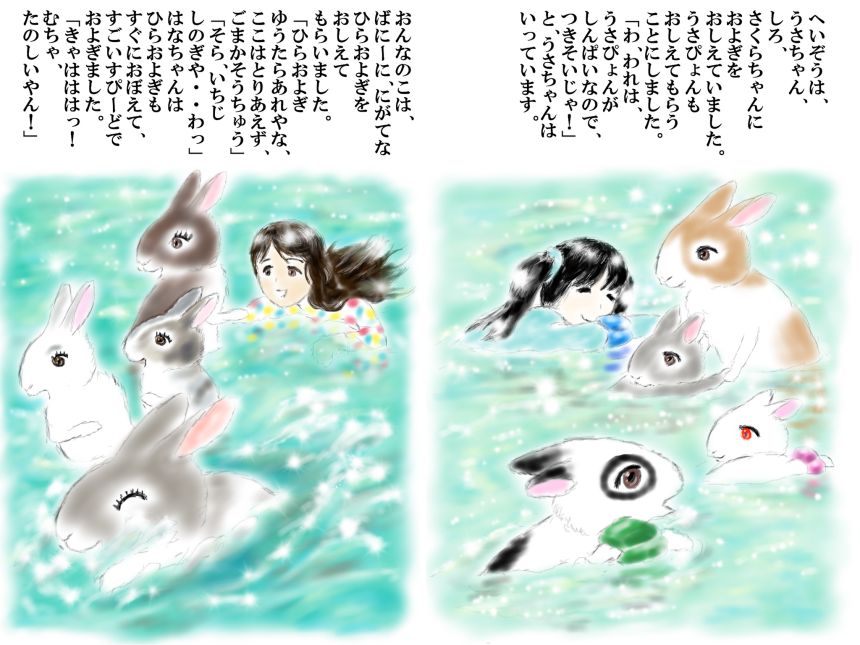 へいぞうは、
うさちゃん、
しろ、
さくらちゃんに
およぎを
おしえていました。
うさぴょんも
おしえてもらう
ことにしました。
「わ、われは、
うさぴょんが
しんぱいなので、
つきそいじゃ！」
と、うさちゃんは
いっています。
おんなのこは、
ばにーに、にがてな
ひらおよぎを
おしえて
もらいました。
「ひらおよぎ
ゆうたらあれやな、
ここはとりあえず、
ごまかそうちゅう」
「そら、いちじ
しのぎや・・わっ」
はなちゃんは
ひらおよぎも
すぐにおぼえて、
すごいすぴーどで
およぎました。
「きゃはははっ！
むちゃ、
たのしいやん！」